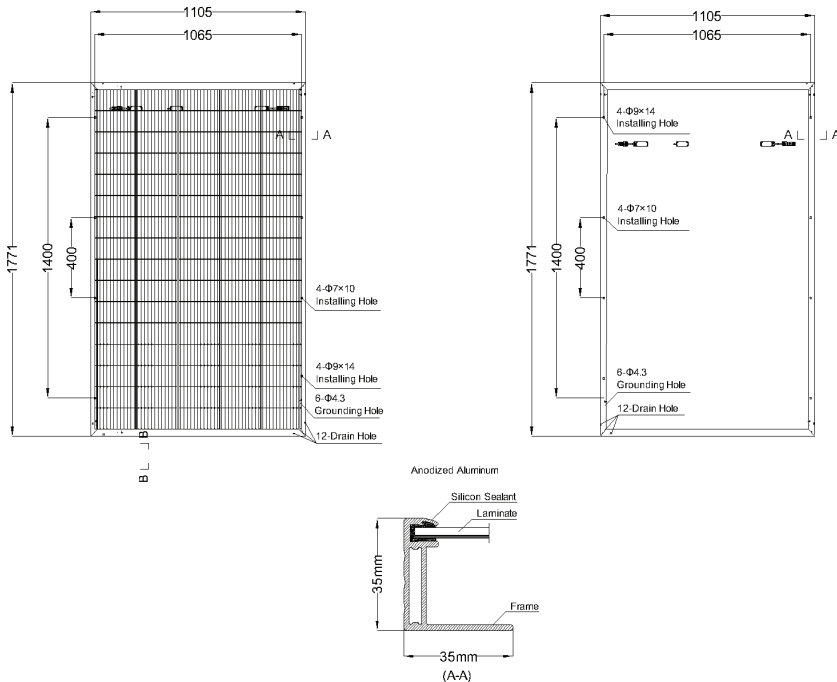 1105
1065
A
A
1771
1400
400
4-Φ7×10
Installing Hole
4-Φ9×14
Installing Hole
6-Φ4.3
Grounding Hole
12-Drain Hole
B
B
1105
1065
4-Φ9×14
Installing Hole
A
A
4-Φ7×10
Installing Hole
1771
1400
400
6-Φ4.3
Grounding Hole
12-Drain Hole
Anodized Aluminum
Silicon Sealant
Laminate
35mm
Frame
35mm
(A-A)